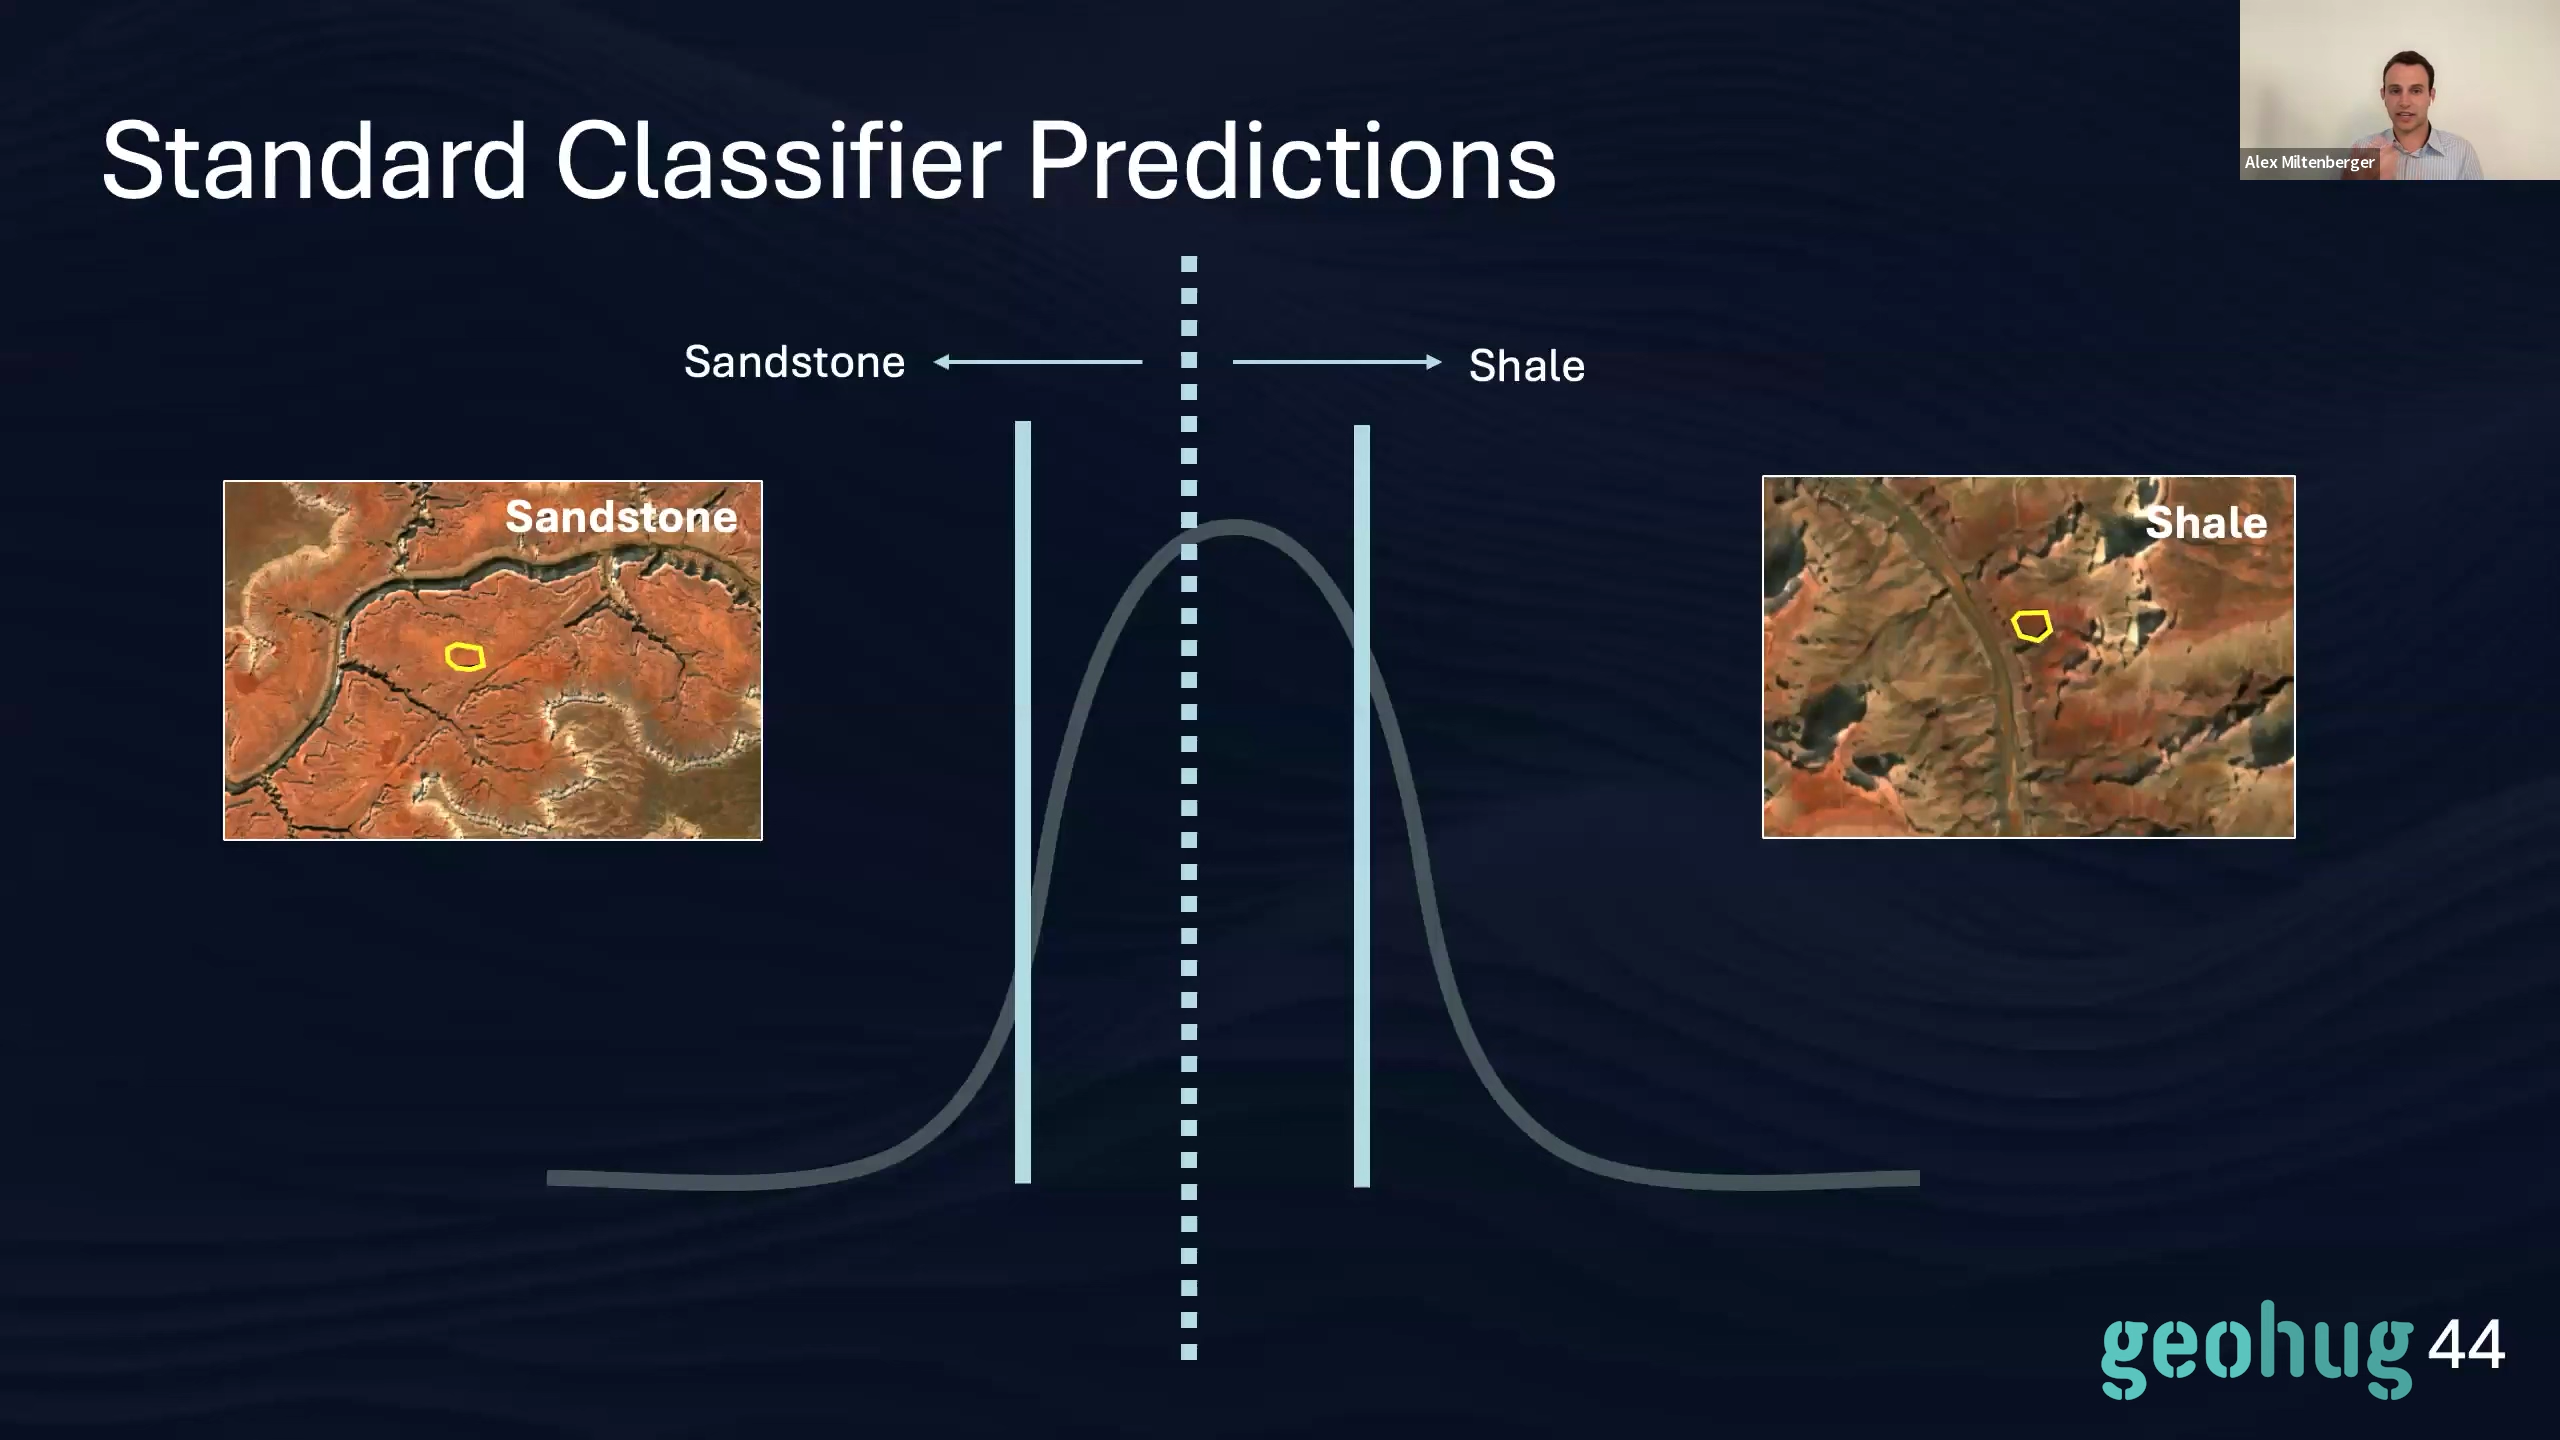 Alex Miltenberger
Standard Classifier Predictions
Sandstone
Shale
Sandstone
Shale
geohug 44